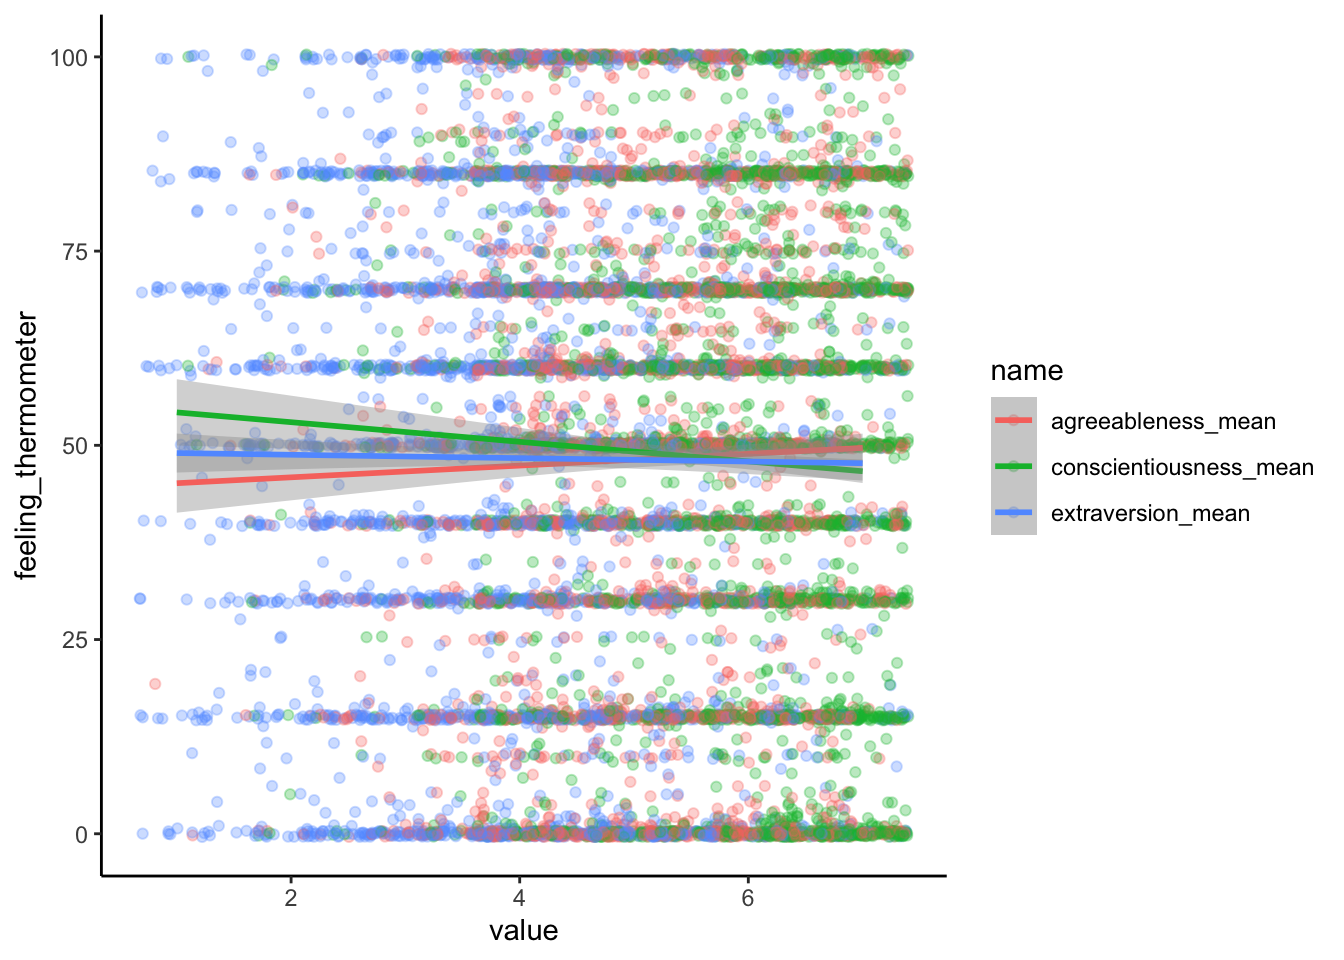 100
75
50
25
0
feeling_thermometer
2
4
6
value
name
agreeableness_mean
conscientiousness_mean
extraversion_mean